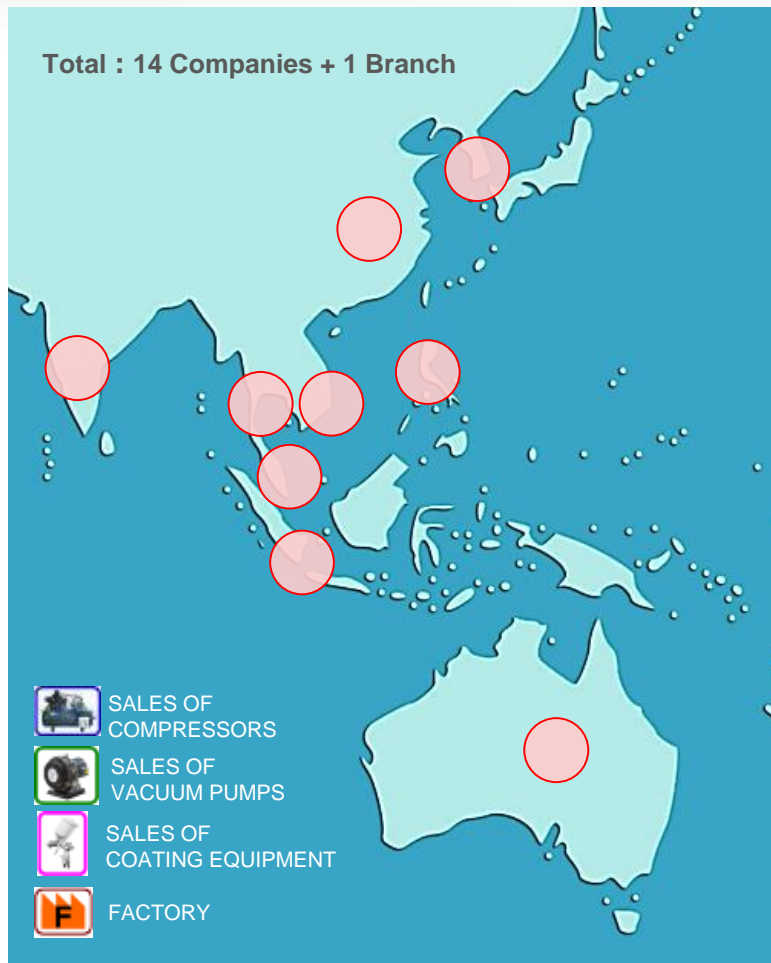 Total : 14 Companies + 1 Branch
SALES OF
COMPRESSORS
SALES OF
VACUUM PUMPS
SALES OF
COATING EQUIPMENT
F
FACTORY